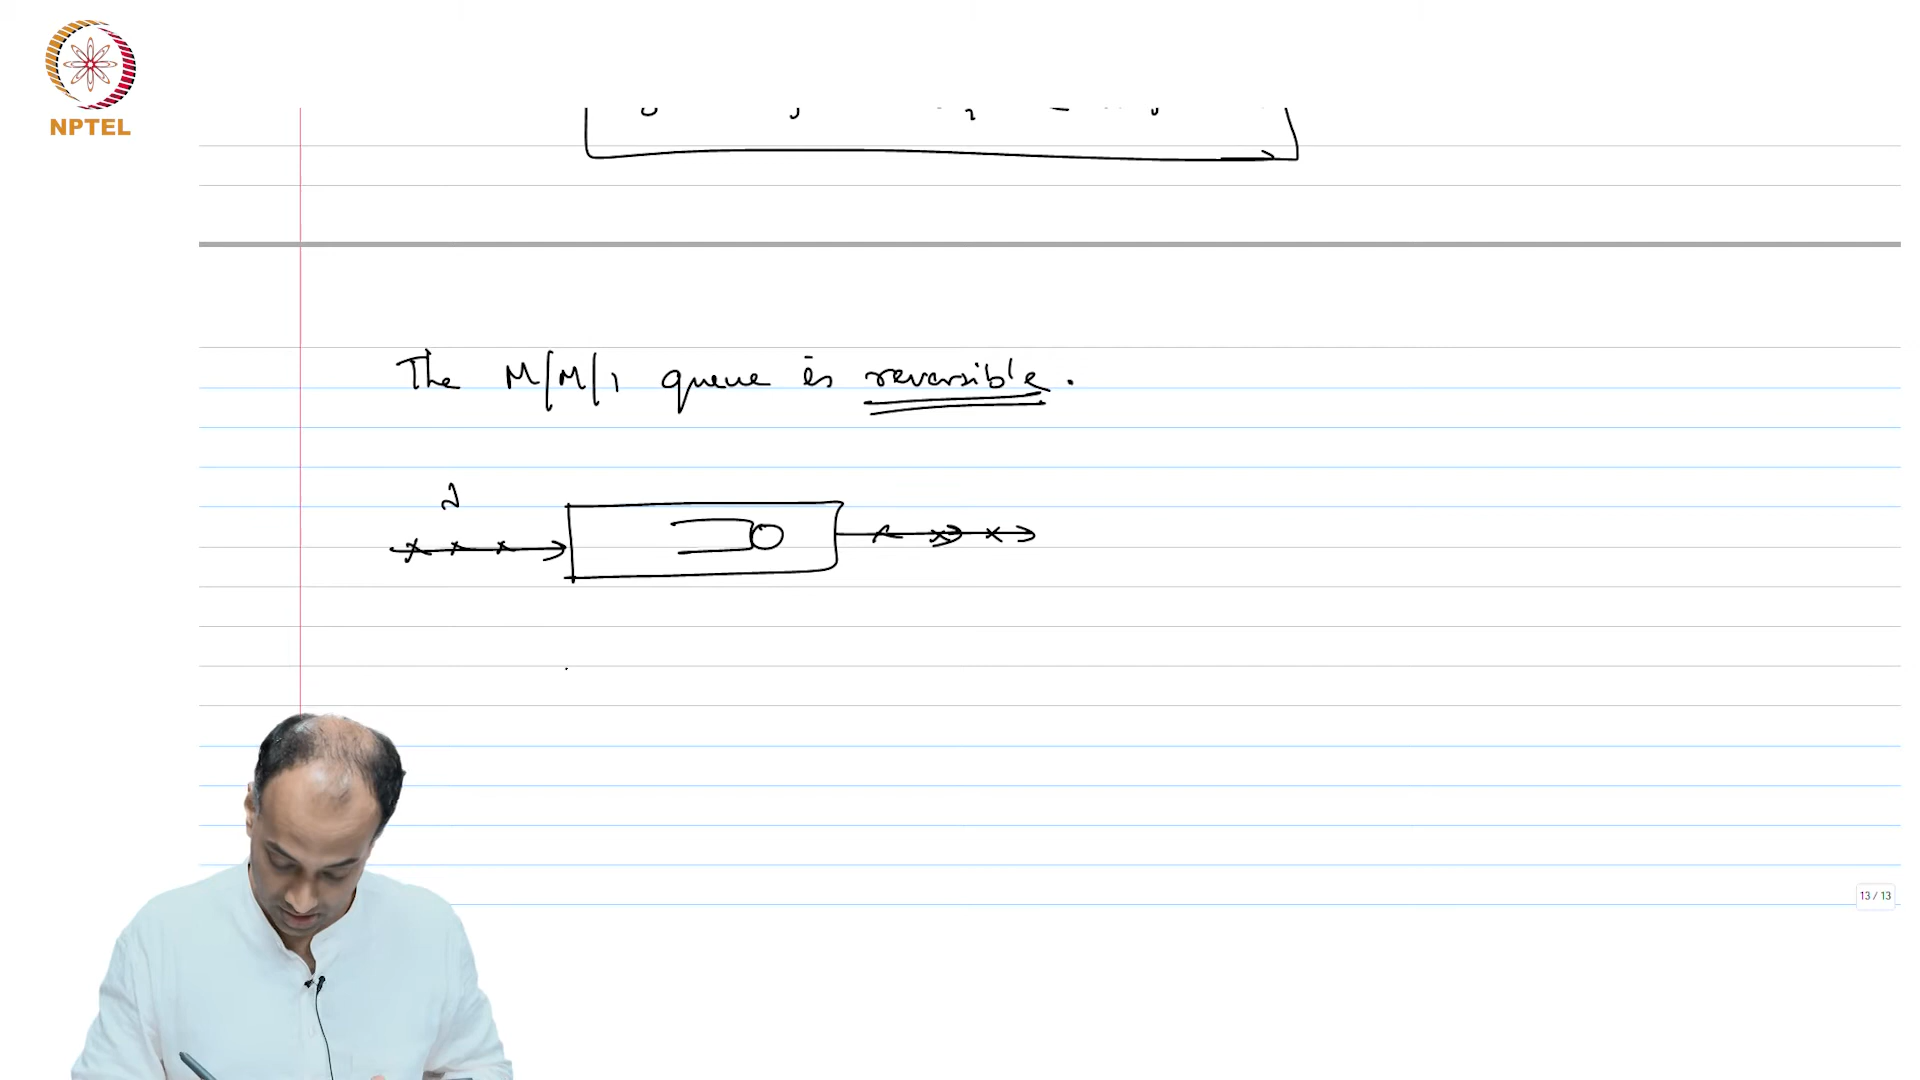 NPTEL
The M/M/1 queue is reversible.
λ
13 / 13